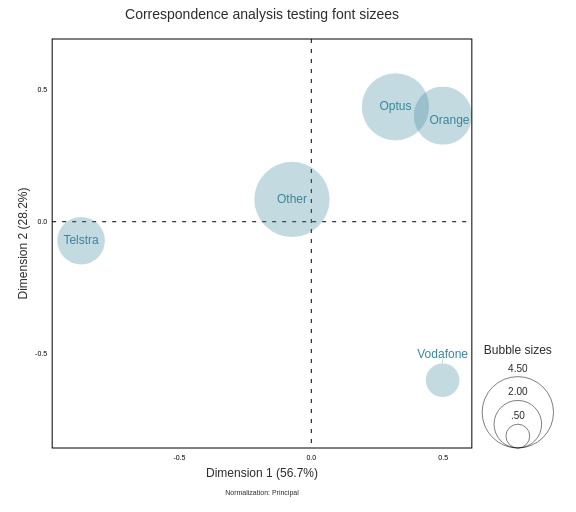 Correspondence analysis testing font sizees
0.5
Optus
Orange
Other
0.0
Telstra
Dimension 2 (28.2%)
-0.5
Vodafone
Bubble sizes
4.50
2.00
.50
-0.5
0.0
0.5
Dimension 1 (56.7%)
Normalization: Principal